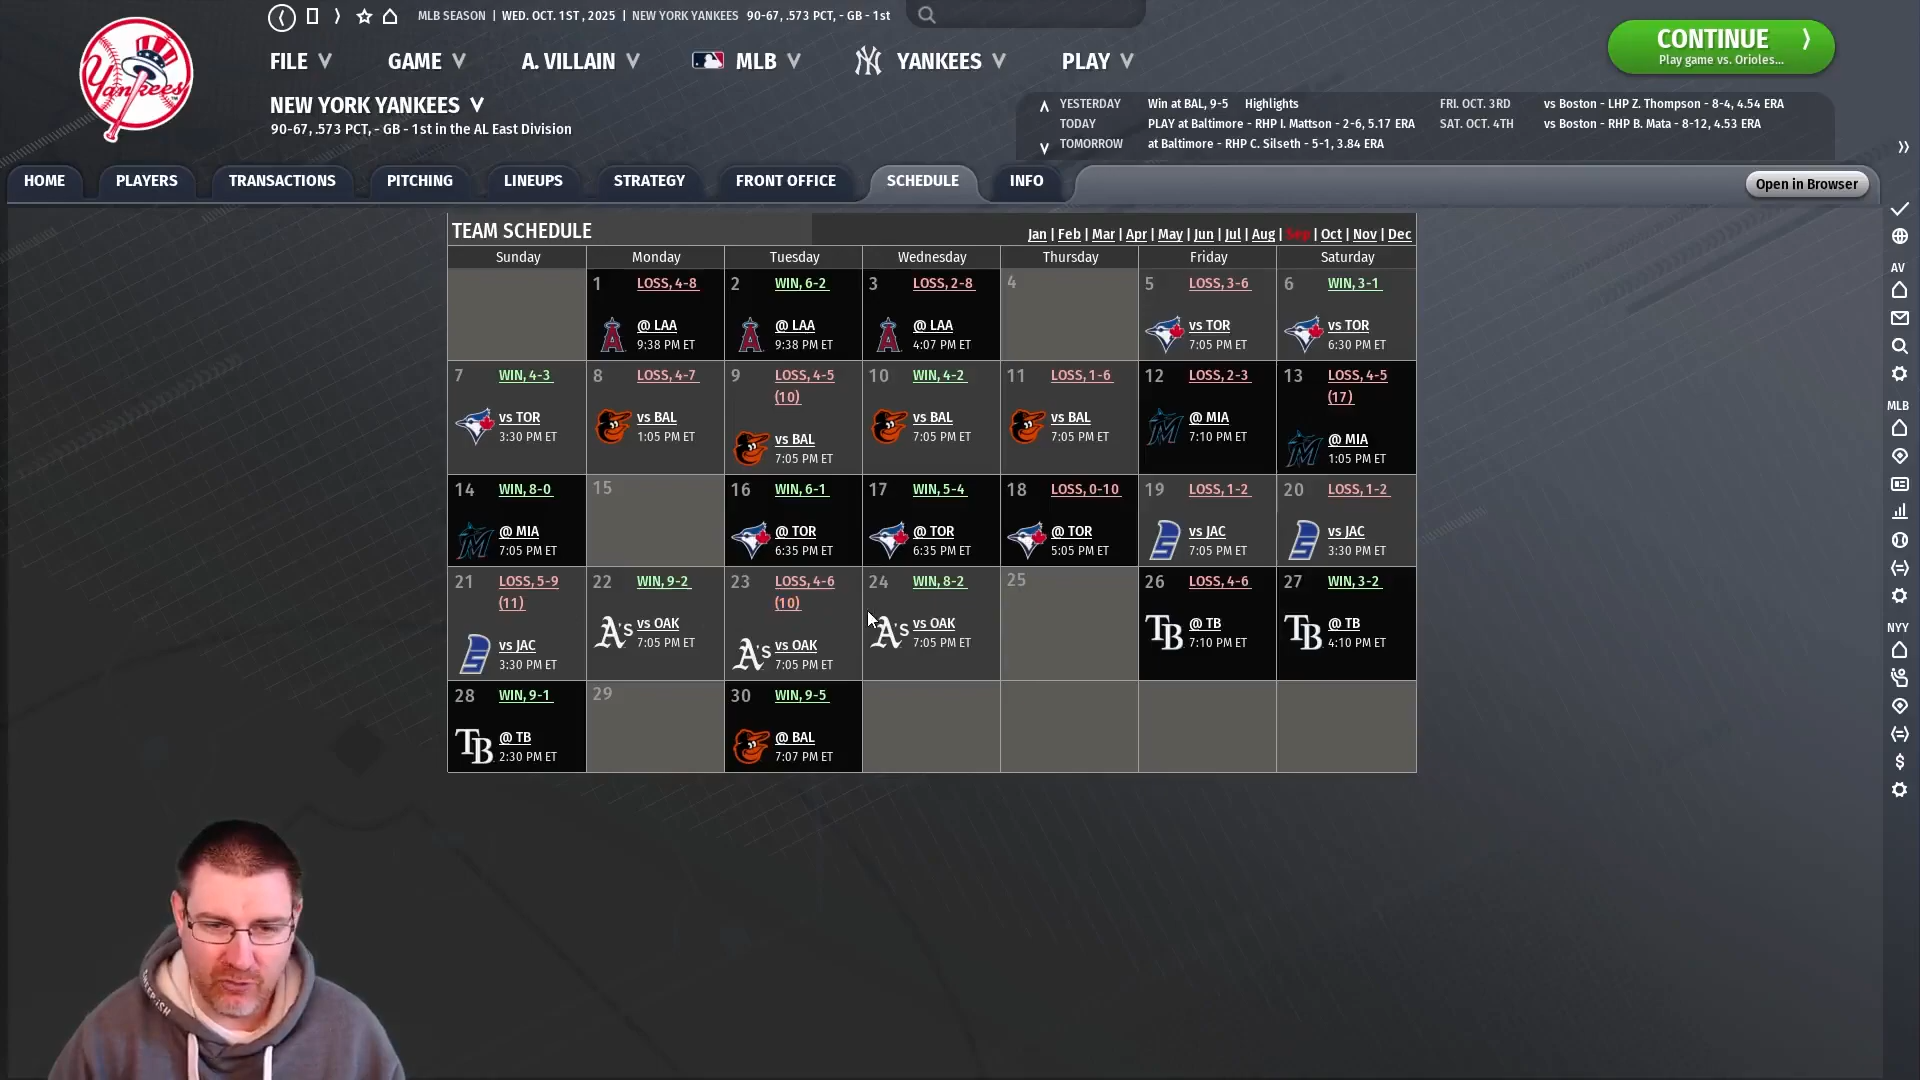 MLB SEASON | WED. OCT. 1ST , 2025 | NEW YORK YANKEES 90-67, .573 PCT, - GB - 1st
FILE GAME A. VILLAIN MLB YANKEES PLAY
CONTINUE
Play game vs. Orioles...
Yankees
NEW YORK YANKEES
90-67, .573 PCT, - GB - 1st in the AL East Division
YESTERDAY Win at BAL, 9-5 Highlights FRI. OCT. 3RD vs Boston - LHP Z. Thompson - 8-4, 4.54 ERA
TODAY PLAY at Baltimore - RHP I. Mattson - 2-6, 5.17 ERA SAT. OCT. 4TH vs Boston - RHP B. Mata - 8-12, 4.53 ERA
TOMORROW at Baltimore - RHP C. Silseth - 5-1, 3.84 ERA
HOME PLAYERS TRANSACTIONS PITCHING LINEUPS STRATEGY FRONT OFFICE SCHEDULE INFO
Open in Browser
TEAM SCHEDULE Jan | Feb | Mar | Apr | May | Jun | Jul | Aug | Sep | Oct | Nov | Dec
Sunday Monday Tuesday Wednesday Thursday Friday Saturday
1 LOSS, 4-8 2 WIN, 6-2 3 LOSS, 2-8 4 5 LOSS, 3-6 6 WIN, 3-1
@ LAA @ LAA @ LAA vs TOR vs TOR
9:38 PM ET 9:38 PM ET 4:07 PM ET 7:05 PM ET 6:30 PM ET
7 WIN, 4-3 8 LOSS, 4-7 9 LOSS, 4-5 (10) 10 WIN, 4-2 11 LOSS, 1-6 12 LOSS, 2-3 13 LOSS, 4-5 (17)
vs TOR vs BAL vs BAL vs BAL vs BAL @ MIA @ MIA
3:30 PM ET 1:05 PM ET 7:05 PM ET 7:05 PM ET 7:05 PM ET 7:10 PM ET 1:05 PM ET
14 WIN, 8-0 15 16 WIN, 6-1 17 WIN, 5-4 18 LOSS, 0-10 19 LOSS, 1-2 20 LOSS, 1-2
@ MIA @ TOR @ TOR @ TOR vs JAC vs JAC
7:05 PM ET 6:35 PM ET 6:35 PM ET 5:05 PM ET 7:05 PM ET 3:30 PM ET
21 LOSS, 5-9 (11) 22 WIN, 9-2 23 LOSS, 4-6 (10) 24 WIN, 8-2 25 26 LOSS, 4-6 27 WIN, 3-2
vs JAC vs OAK vs OAK vs OAK @ TB @ TB
3:30 PM ET 7:05 PM ET 7:05 PM ET 7:05 PM ET 7:10 PM ET 4:10 PM ET
28 WIN, 9-1 29 30 WIN, 9-5
@ TB @ BAL
2:30 PM ET 7:07 PM ET
AV
MLB
NYY